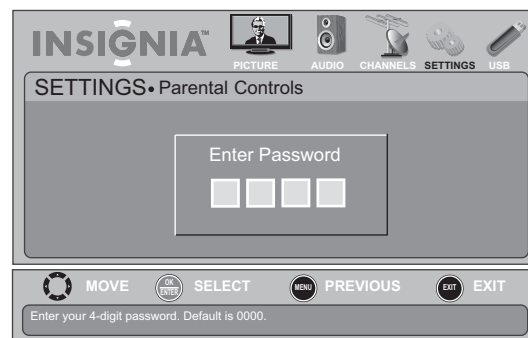 INSIGNIA™
PICTURE AUDIO CHANNELS SETTINGS USB
SETTINGS• Parental Controls
Enter Password
MOVE OK ENTER SELECT MENU PREVIOUS EXIT EXIT
Enter your 4-digit password. Default is 0000.